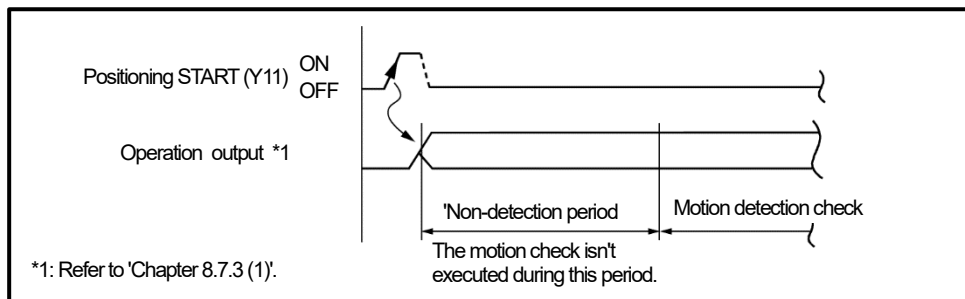 Positioning START (Y11)
ON
OFF
Operation output *1
'Non-detection period
Motion detection check
The motion check isn't
executed during this period.
*1: Refer to 'Chapter 8.7.3 (1)'.